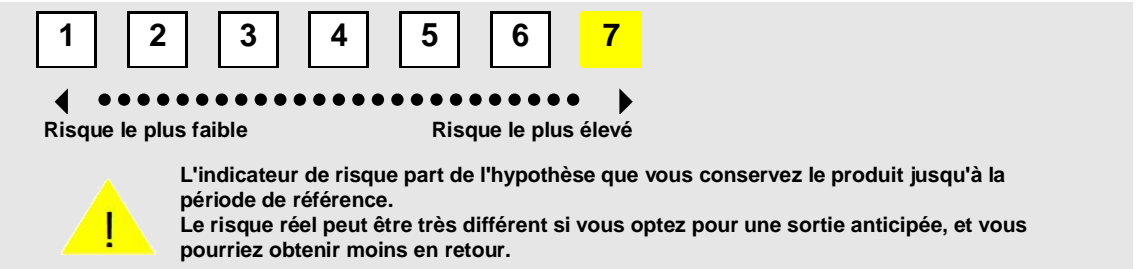 1 2 3 4 5 6 7
Risque le plus faible Risque le plus élevé
L'indicateur de risque part de l'hypothèse que vous conservez le produit jusqu'à la
période de référence.
Le risque réel peut être très différent si vous optez pour une sortie anticipée, et vous
pourriez obtenir moins en retour.
!